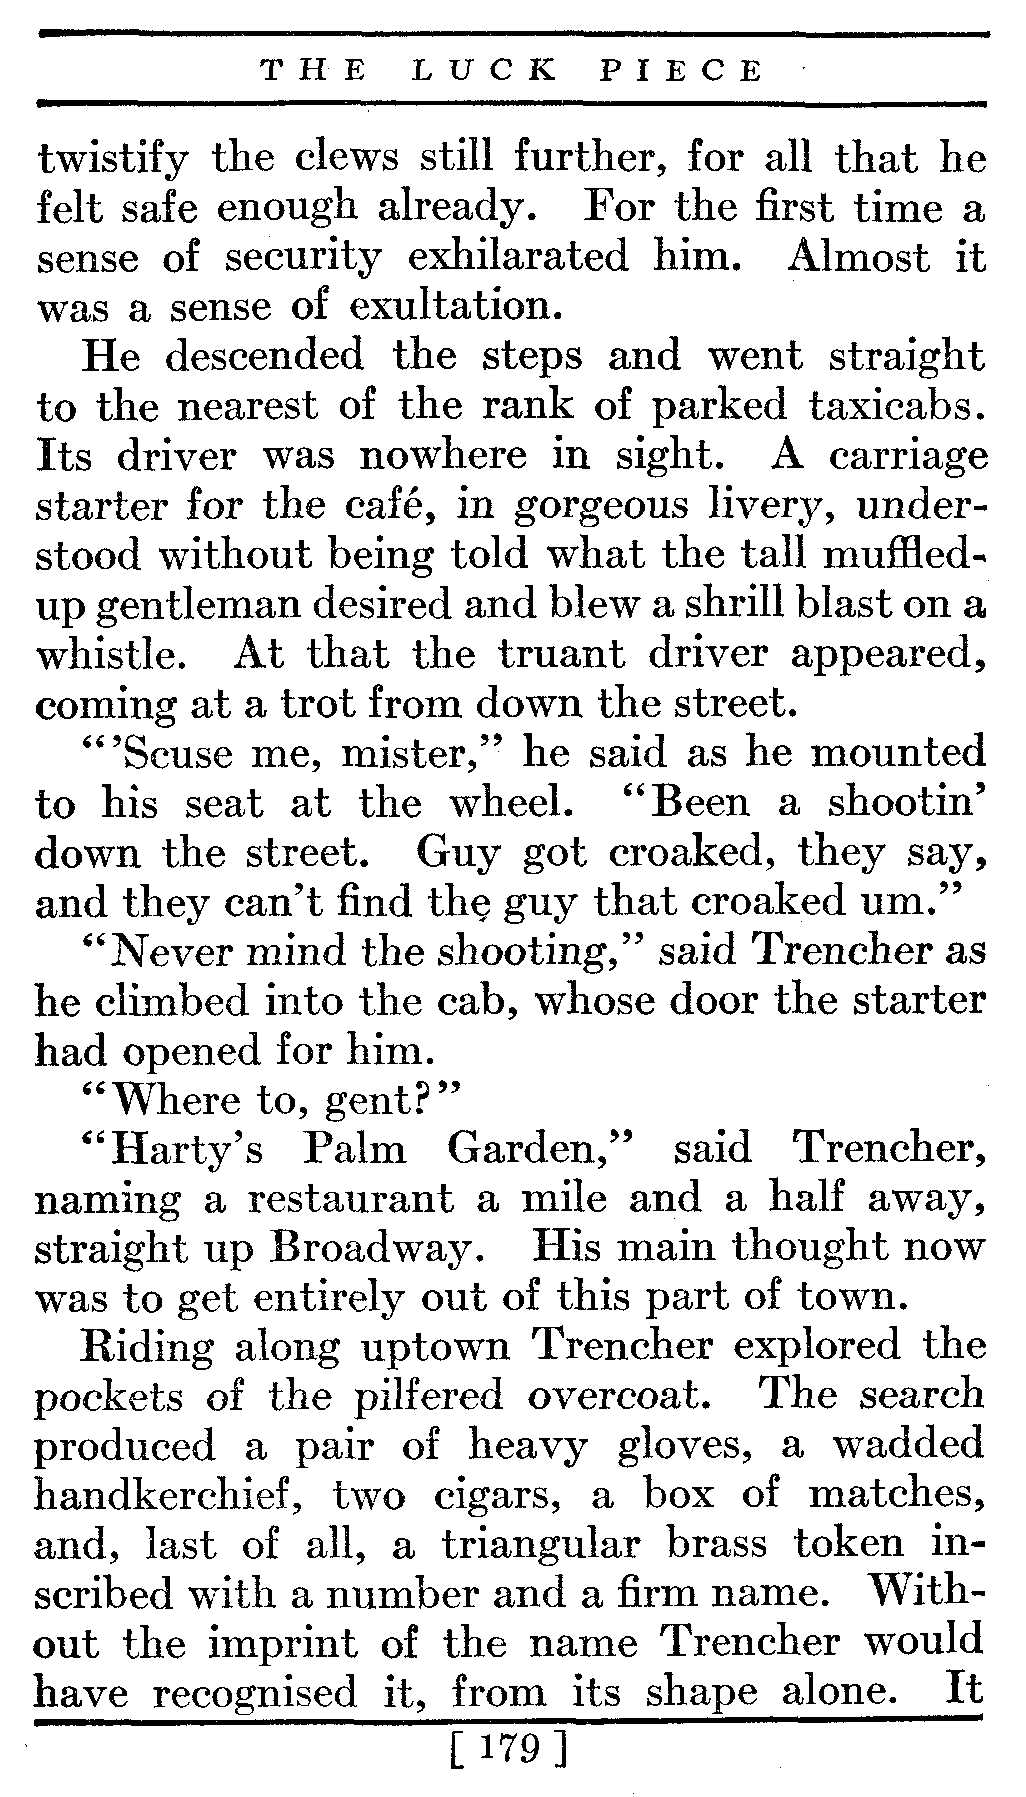 THE LUCK PIECE
twistify the clews still further, for all that he
felt safe enough already. For the first time a
sense of security exhilarated him. Almost it
was a sense of exultation.
He descended the steps and went straight
to the nearest of the rank of parked taxicabs.
Its driver was nowhere in sight. A carriage
starter for the café, in gorgeous livery, under-
stood without being told what the tall muffled-
up gentleman desired and blew a shrill blast on a
whistle. At that the truant driver appeared,
coming at a trot from down the street.
“’Scuse me, mister,” he said as he mounted
to his seat at the wheel. “Been a shootin’
down the street. Guy got croaked, they say,
and they can’t find the guy that croaked um.”
“Never mind the shooting,” said Trencher as
he climbed into the cab, whose door the starter
had opened for him.
“Where to, gent?”
“Harty’s Palm Garden,” said Trencher,
naming a restaurant a mile and a half away,
straight up Broadway. His main thought now
was to get entirely out of this part of town.
Riding along uptown Trencher explored the
pockets of the pilfered overcoat. The search
produced a pair of heavy gloves, a wadded
handkerchief, two cigars, a box of matches,
and, last of all, a triangular brass token in-
scribed with a number and a firm name. With-
out the imprint of the name Trencher would
have recognised it, from its shape alone. It
[ 179 ]